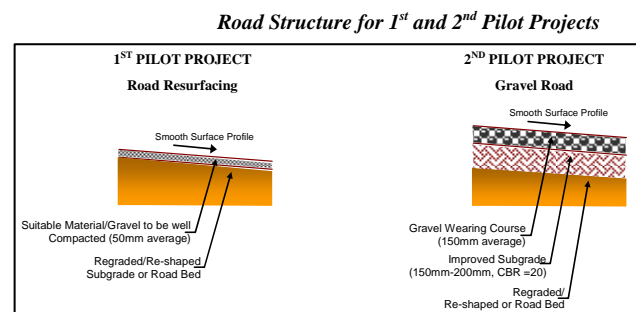 Road Structure for 1st and 2nd Pilot Projects
1ST PILOT PROJECT
Road Resurfacing
Smooth Surface Profile
Suitable Material/Gravel to be well
Compacted (50mm average)
Regraded/Re-shaped
Subgrade or Road Bed
2ND PILOT PROJECT
Gravel Road
Smooth Surface Profile
Gravel Wearing Course
(150mm average)
Improved Subgrade
(150mm-200mm, CBR =20)
Regraded/
Re-shaped or Road Bed